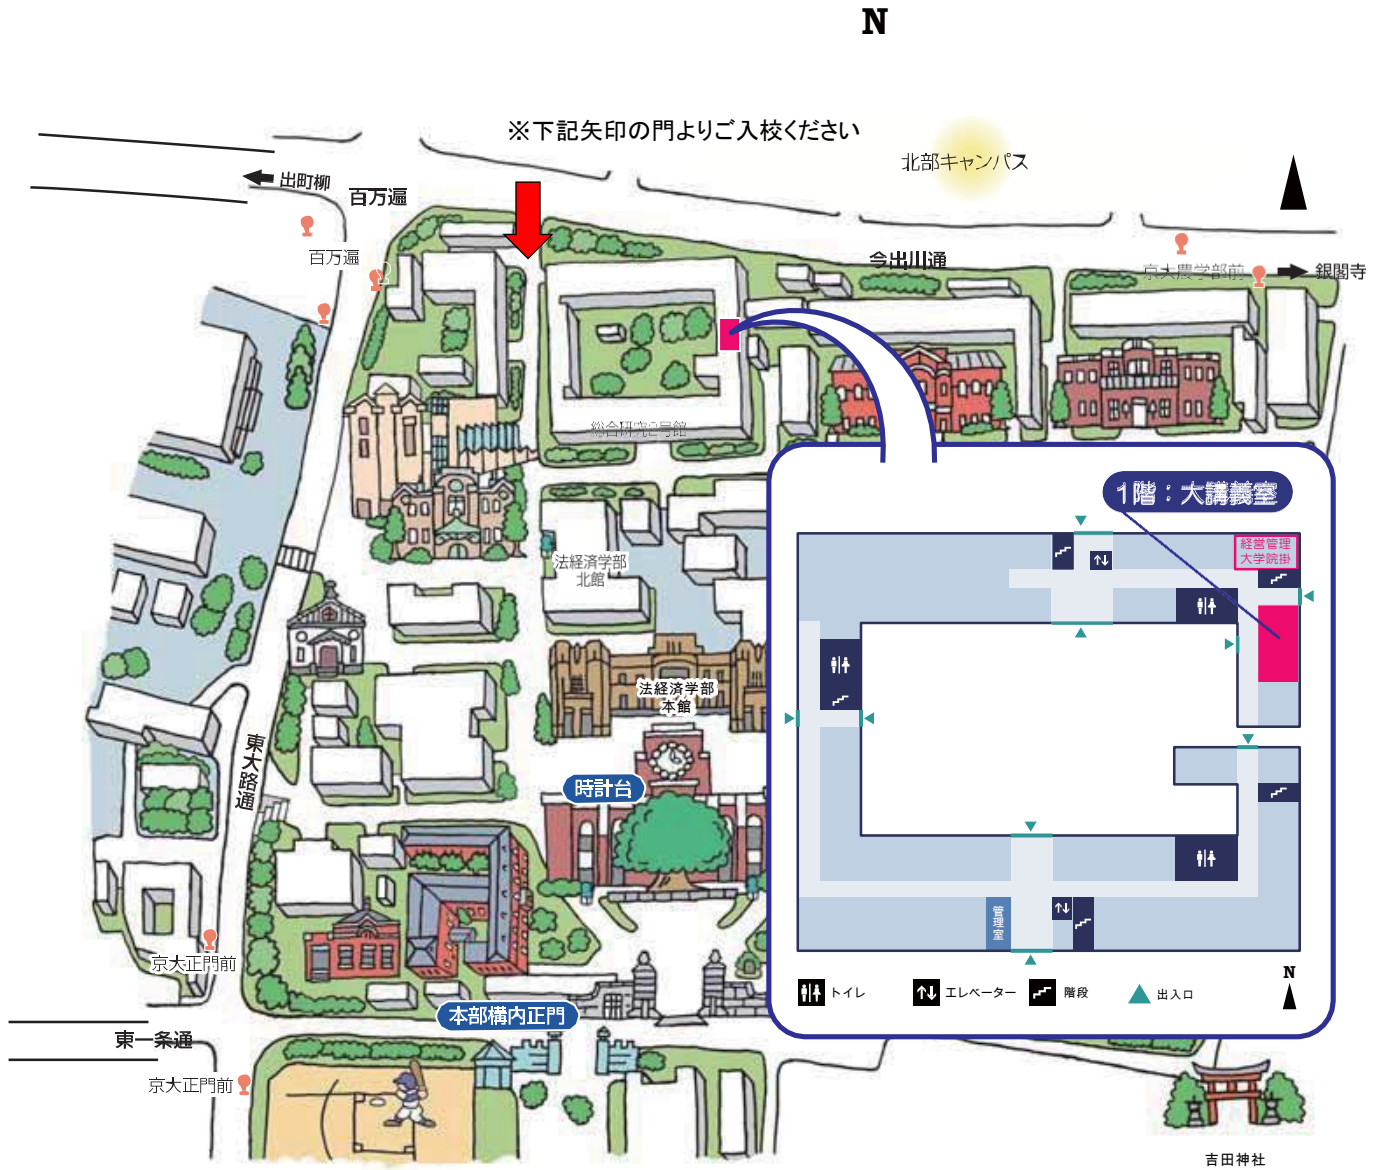 N
※下記矢印の門よりご入校ください
北部キャンパス
出町柳
百万遍
百万遍
今出川通
京大農学部前
銀閣寺
総合研究2号館
1階：大講義室
経営管理
大学院掛
法経済学部
北館
法経済学部
本館
東大路通
時計台
管理室
京大正門前
本部構内正門
トイレ
エレベーター
階段
出入口
N
東一条通
京大正門前
吉田神社